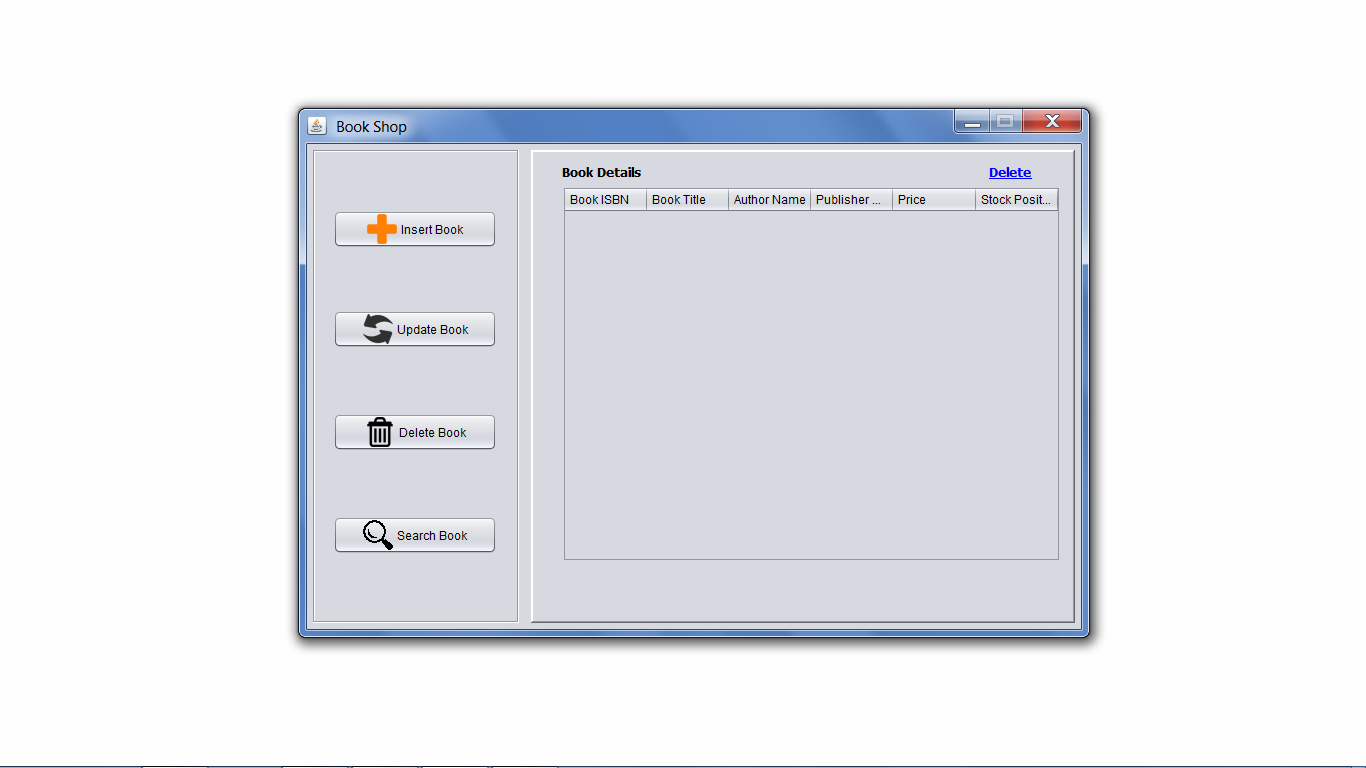 Book Shop
Insert Book
Update Book
Delete Book
Search Book
Book Details Delete
Book ISBN Book Title Author Name Publisher ... Price Stock Posit...